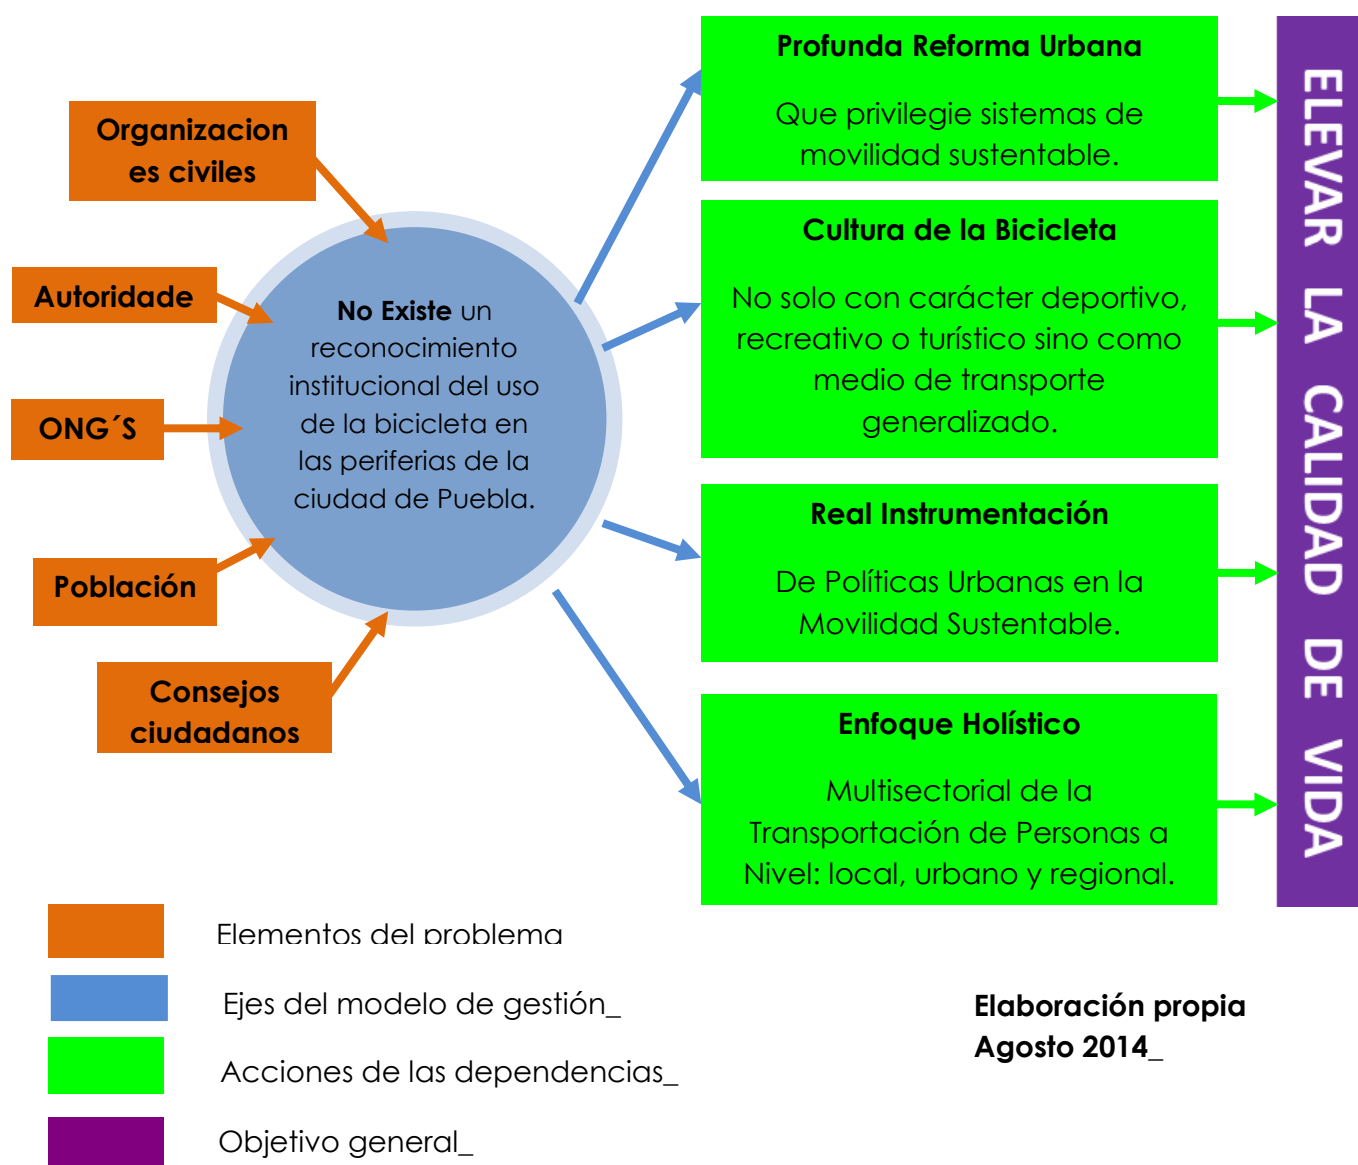 Organizacion
es civiles
Autoridade
ONG´S
Población
Consejos
ciudadanos
No Existe un
reconocimiento
institucional del uso
de la bicicleta en
las periferias de la
ciudad de Puebla.
Profunda Reforma Urbana
Que privilegie sistemas de
movilidad sustentable.
Cultura de la Bicicleta
No solo con carácter deportivo,
recreativo o turístico sino como
medio de transporte
generalizado.
Real Instrumentación
De Políticas Urbanas en la
Movilidad Sustentable.
Enfoque Holístico
Multisectorial de la
Transportación de Personas a
Nivel: local, urbano y regional.
ELEVAR LA CALIDAD DE VIDA
Elementos del problema
Ejes del modelo de gestión_
Acciones de las dependencias_
Objetivo general_
Elaboración propia
Agosto 2014_